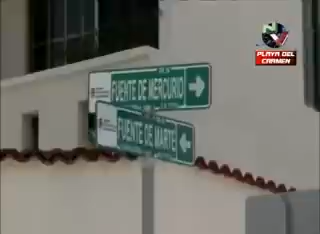 PLAYA DEL
CARMEN
FUENTE DE MERCURIO
FUENTE DE MARTE